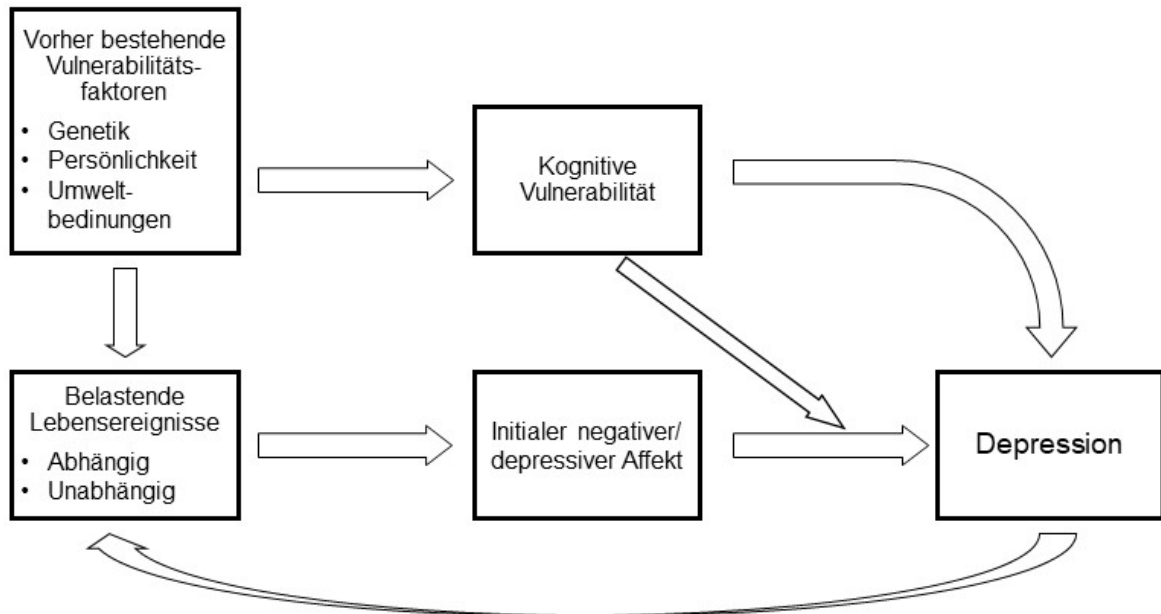 Vorher bestehende
Vulnerabilitäts-
faktoren
• Genetik
• Persönlichkeit
• Umwelt-
bedinungen
Kognitive
Vulnerabilität
Belastende
Lebensereignisse
• Abhängig
• Unabhängig
Initialer negativer/
depressiver Affekt
Depression